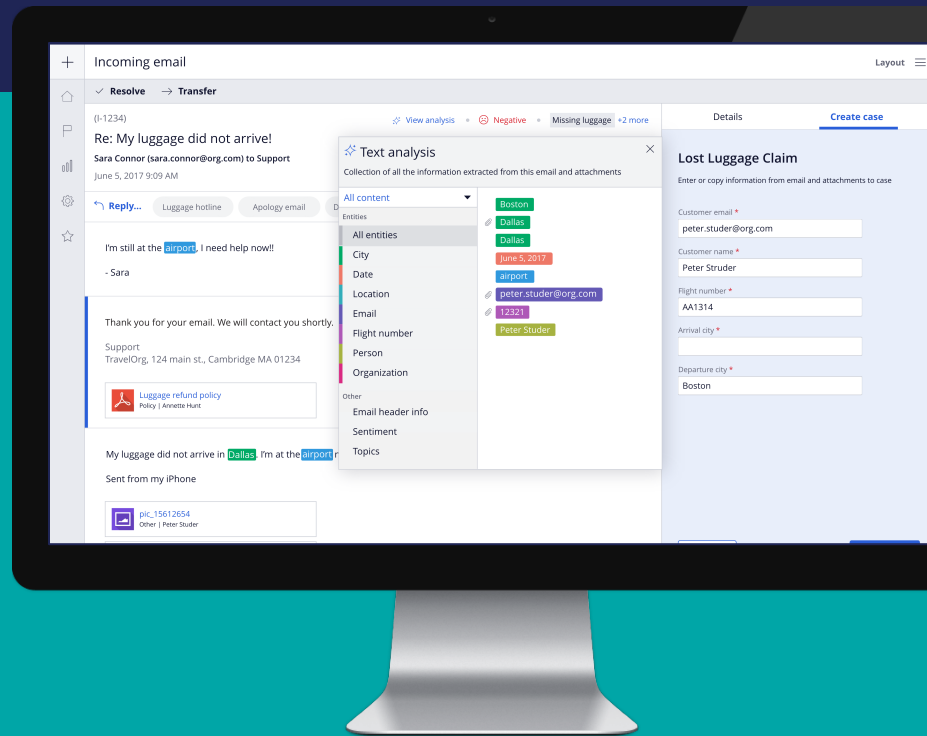 Incoming email
Layout
Resolve
Transfer
(I-1234)
View analysis
Negative
Missing luggage
+2 more
Re: My luggage did not arrive!
Sara Connor (sara.connor@org.com) to Support
June 5, 2017 9:09 AM
Reply...
Luggage hotline
Apology email
I'm still at the airport, I need help now!!
- Sara
Thank you for your email. We will contact you shortly.
Support
TravelOrg, 124 main st., Cambridge MA 01234
Luggage refund policy
Policy | Annette Hunt
My luggage did not arrive in Dallas. I'm at the airport
Sent from my iPhone
pic_15612654
Other | Peter Studer
Text analysis
Collection of all the information extracted from this email and attachments
All content
Entities
All entities
City
Date
Location
Email
Flight number
Person
Organization
Other
Email header info
Sentiment
Topics
Boston
Dallas
Dallas
June 5, 2017
airport
peter.studer@org.com
12321
Peter Studer
Details
Create case
Lost Luggage Claim
Enter or copy information from email and attachments to case
Customer email *
peter.studer@org.com
Customer name *
Peter Struder
Flight number *
AA1314
Arrival city *
Departure city *
Boston